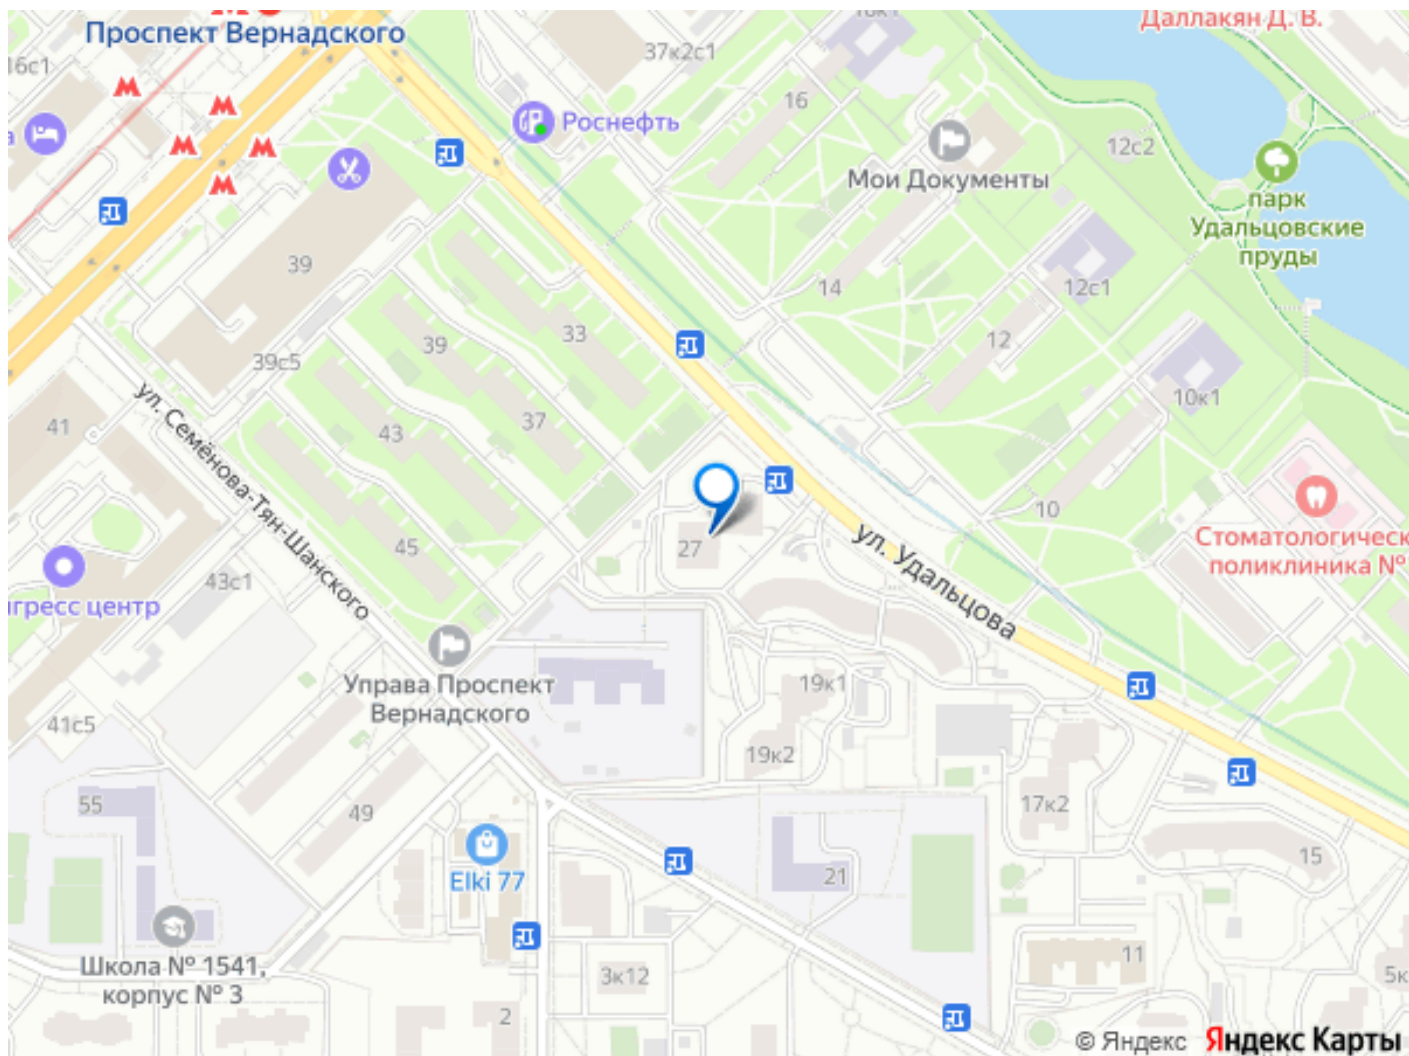 Даллакян Д. В.
Проспект Вернадского
10к1
37к2с1
16с1
16
Роснефть
12с2
Мои Документы
парк
Удальцовские
пруды
39
14
12с1
33
39
12
39с5
10к1
37
41
43
ул. Семёнова-Тян-Шанского
10
27
ул. Удальцова
Стоматологическ
поликлиника №
45
43с1
нгресс центр
Управа Проспект
Вернадского
19к1
41с5
19к2
55
49
17к2
15
Elki 77
21
11
Школа № 1541,
корпус № 3
3к12
5к
2
© Яндекс
Яндекс Карты